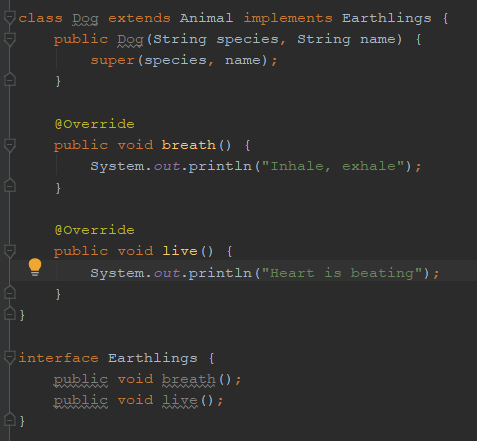 class Dog extends Animal implements Earthlings {
    public Dog(String species, String name) {
        super(species, name);
    }

    @Override
    public void breath() {
        System.out.println("Inhale, exhale");
    }

    @Override
    public void live() {
        System.out.println("Heart is beating");
    }
}

interface Earthlings {
    public void breath();
    public void live();
}